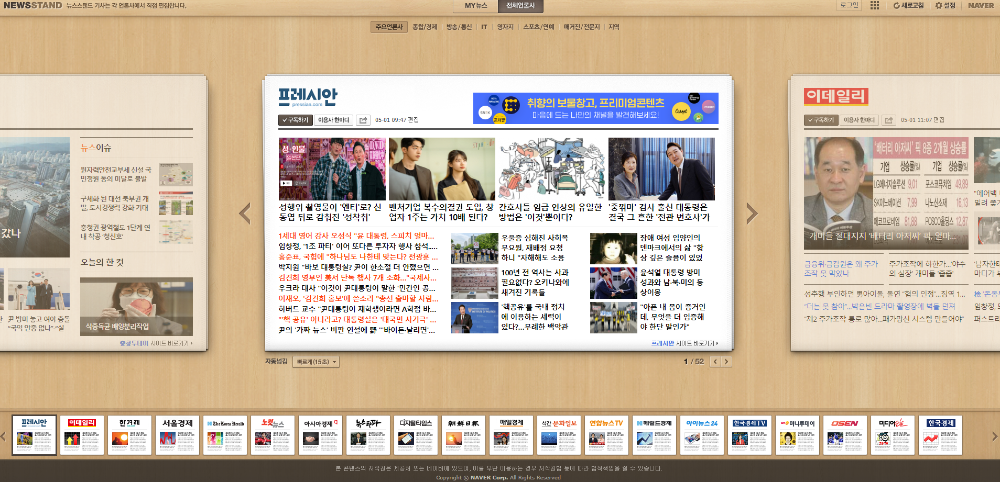 NEWSSTAND 뉴스스탠드 기사는 각 언론사에서 직접 편집합니다.
MY뉴스 전체언론사
로그인 새로고침 설정 NAVER
주요언론사 종합/경제 방송/통신 IT 영자지 스포츠/연예 매거진/전문지 지역
갔나
尹 방미 놓고 여야 충돌
"국익 안중 없나"-"실
뉴스이슈
원자력안전교부세 신설 국
민청원 동의 미달로 불발
구체화 된 대전 북부권 개
발, 도시경쟁력 강화 기대
충청권 광역철도 1단계 연
내 착공 '청신호'
오늘의 한 컷
식중독균 배양분리작업
충청투데이 사이트 바로가기
프레시안
pressian.com
구독하기 이용자 한마디 05-01 09:47 편집
취향의 보물창고, 프리미엄콘텐츠
마음에 드는 나만의 채널을 발견해보세요!
성행위 촬영물이 '엔터'로? 신
동엽 뒤로 감춰진 '성착취'
벤처기업 복수의결권 도입, 창
업자 1주는 가치 10배 된다?
간호사들 임금 인상의 유일한
방법은 '이것'뿐이다?
'중꺾마' 검사 출신 대통령은
결국 그 흔한 '전관 변호사'가
1세대 영어 강사 오성식 "윤 대통령, 스피치 얼마...
임창정, '1조 파티' 이어 또다른 투자자 행사 참석.....
홍준표, 국힘에 "하나님도 나한테 맞는다? 전광훈 ...
박지원 "바보 대통령실? 尹이 한소절 더 안했으면 ...
김건희 영부인 美서 단독 행사 7개 소화..."국제사...
우크라 대사 "이것이 尹대통령이 말한 '민간인 공...
이재오, '김건희 홍보'에 쓴소리 "총선 출마할 사람...
하버드 교수 "尹대통령이 재학생이라면 A학점 바...
"'핵 공유' 아니라고? 대통령실은 '대국민 사기극' ...
尹의 '가짜 뉴스' 비판 연설에 野 "'바이든-날리면'...
우울증 심해진 사회복
무요원, 재배정 요청
하니 "자해해도 소용
100년 전 역사는 사과
필요없다? 오키나와에
새겨진 기록들
'핵공유'를 국내 정치
에 이용하는 세력이
있다?...무례한 백악관
장애 여성 입양인의
덴마크에서의 삶 "항
상 깊은 슬픔이 있었
윤석열 대통령 방미
성과와 남·북·미의 동
상이몽
"아픈 내 몸이 증거인
데, 무엇을 더 입증해
야 한단 말인가"
프레시안 사이트 바로가기
자동넘김 빠르게(15초) 1 / 52
이데일리
구독하기 이용자 한마디 05-01 11:07 편집
'배터리 아저씨' 픽 8종 2개월 상승률
기업 상승률(%) 기업 상승률(%)
LG에너지솔루션 9,01 포스코퓨처엠 49,89
SK이노베이션 7,99 나노신소재 16,13
에코프로비엠 81,88 POSCO홀딩스 12,87
개미들 절대지지 '배터리 아저씨' 픽, 얼마...
"에어백
밀려 쫓기
금융위·금감원은 왜 주가
조작 못 막았나
주가조작에 하한가...'야수
의 심장' 개미들 '줍줍'
'남자한테
마디가 부
성추행 부인하던 男아이돌, 돌연 "혐의 인정"...징역 1...
"더는 못 참아"...박은빈 드라마 촬영장에 벽돌 던져
"제2 주가조작 통로 많아...패가망신 시스템 만들어야"
檢 '돈봉투
임창정, 도
퍼스트리
프레시안 이데일리 한겨레 서울경제 The Korea Herald 노컷뉴스 아시아경제 뉴스타파 디지털타임스 朝鮮日報 매일경제 석간 문화일보 연합뉴스TV 헤럴드경제 아이뉴스24 한국경제TV 머니투데이 OSEN 미디어오늘 한국경제
본 콘텐츠의 저작권은 제공처 또는 네이버에 있으며, 이를 무단 이용하는 경우 저작권법 등에 따라 법적책임을 질 수 있습니다.
Copyright © NAVER Corp. All Rights Reserved